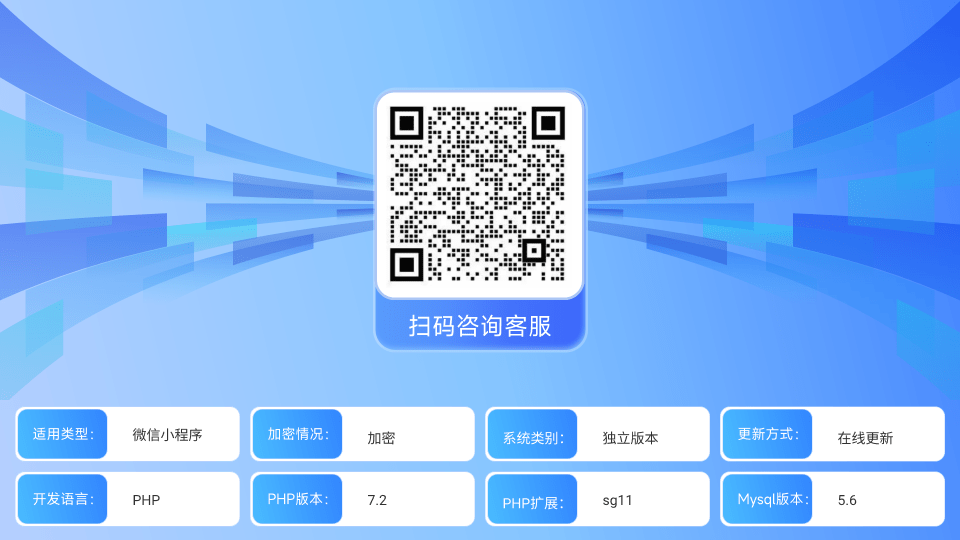 扫码咨询客服
适用类型： 微信小程序
加密情况： 加密
系统类别： 独立版本
更新方式： 在线更新
开发语言： PHP
PHP版本： 7.2
PHP扩展： sg11
Mysql版本： 5.6